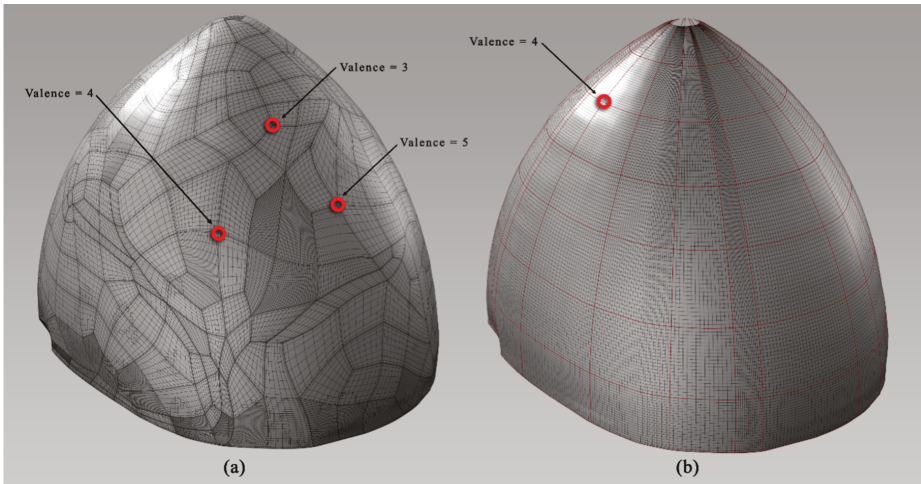 Valence = 4
Valence = 3
Valence = 4
Valence = 5
(a)
(b)